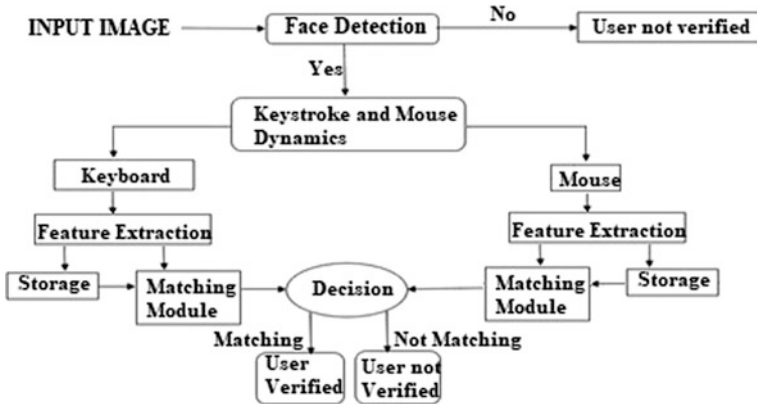 INPUT IMAGE
Face Detection
No
User not verified
Yes
Keystroke and Mouse
Dynamics
Keyboard
Mouse
Feature Extraction
Feature Extraction
Storage
Matching
Module
Decision
Matching
Module
Storage
Matching
Not Matching
User
Verified
User not
Verified